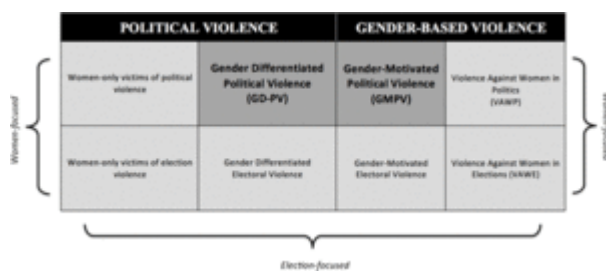 POLITICAL VIOLENCE
GENDER-BASED VIOLENCE
Women-only victims of political
violence
Gender Differentiated
Political Violence
(GD-PV)
Gender-Motivated
Political Violence
(GMPV)
Violence Against Women in
Politics
(VAWP)
Women-only victims of election
violence
Gender Differentiated
Electoral Violence
Gender-Motivated
Electoral Violence
Violence Against Women in
Elections (VAWE)
Women-focused
Election-focused